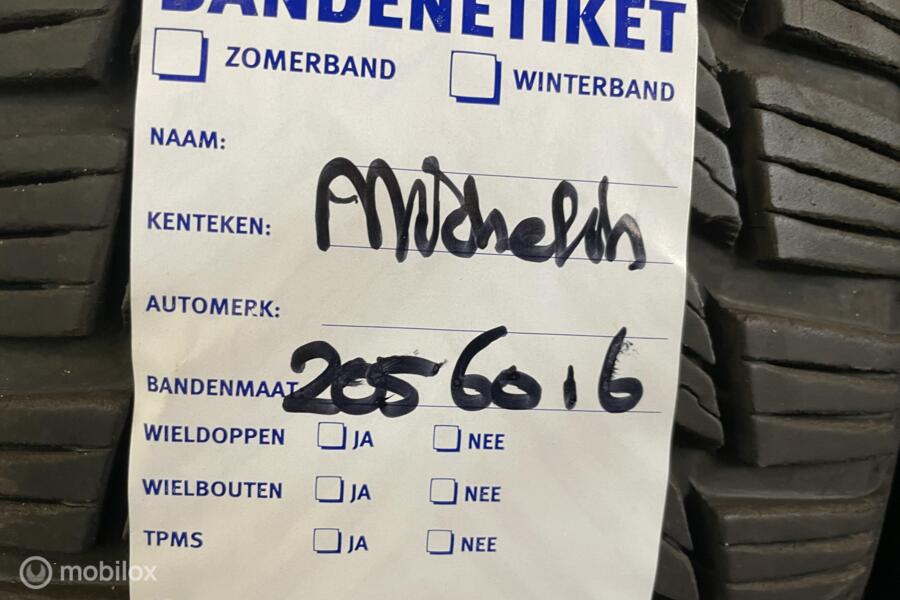 BANDENETIKET
ZOMERBAND WINTERBAND
NAAM:
KENTEKEN: Michelin
AUTOMERK:
BANDENMAAT 205 60 16
WIELDOPPEN JA NEE
WIELBOUTEN JA NEE
TPMS JA NEE
mobilox